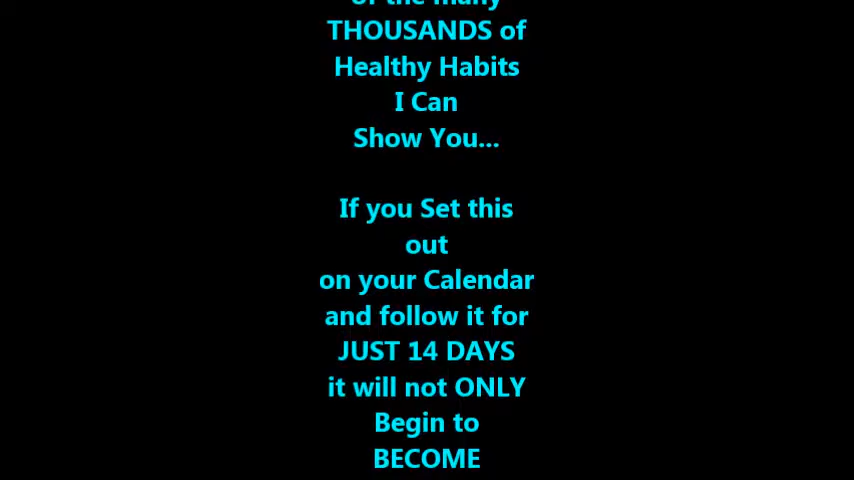 of the many
THOUSANDS of
Healthy Habits
I Can
Show You...
If you Set this
out
on your Calendar
and follow it for
JUST 14 DAYS
it will not ONLY
Begin to
BECOME